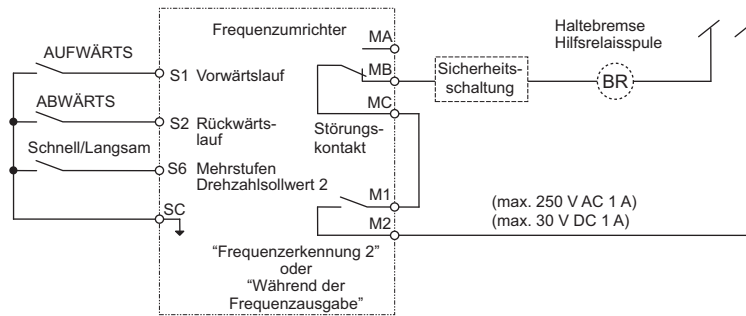 Frequenzumrichter
MA
Haltebremse
Hilfsrelaisspule
AUFWÄRTS
S1 Vorwärtslauf
MB
Sicherheits-
schaltung
BR
ABWÄRTS
MC
S2 Rückwärts-
lauf
Störungs-
kontakt
Schnell/Langsam
S6 Mehrstufen
Drehzahlsollwert 2
M1
(max. 250 V AC 1 A)
SC
M2
(max. 30 V DC 1 A)
“Frequenzerkennung 2”
oder
“Während der
Frequenzausgabe”